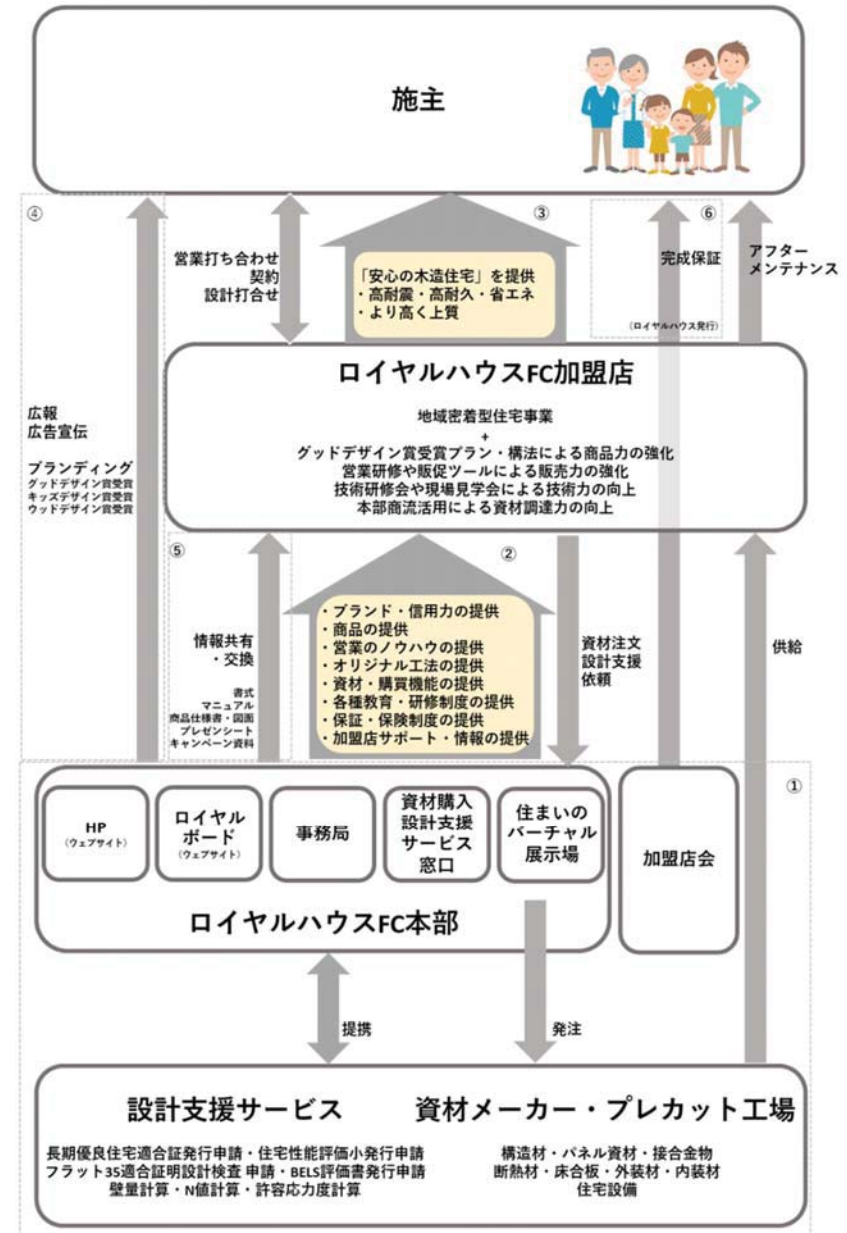 施主
④
営業打ち合わせ
契約
設計打合せ
③
「安心の木造住宅」を提供
・高耐震・高耐久・省エネ
・より高く上質
⑥
完成保証
(ロイヤルハウス発行)
アフター
メンテナンス
広報
広告宣伝
ブランディング
グッドデザイン賞受賞
キッズデザイン賞受賞
ウッドデザイン賞受賞
ロイヤルハウスFC加盟店
地域密着型住宅事業
+
グッドデザイン賞受賞プラン・構法による商品力の強化
営業研修や販促ツールによる販売力の強化
技術研修会や現場見学会による技術力の向上
本部商流活用による資材調達力の向上
⑤
情報共有
・交換
書式
マニュアル
商品仕様書・図面
プレゼンシート
キャンペーン資料
②
・ブランド・信用力の提供
・商品の提供
・営業のノウハウの提供
・オリジナル工法の提供
・資材・購買機能の提供
・各種教育・研修制度の提供
・保証・保険制度の提供
・加盟店サポート・情報の提供
資材注文
設計支援
依頼
供給
①
HP
(ウェブサイト)
ロイヤル
ボード
(ウェブサイト)
事務局
資材購入
設計支援
サービス
窓口
住まいの
バーチャル
展示場
ロイヤルハウスFC本部
加盟店会
提携
発注
設計支援サービス
長期優良住宅適合証発行申請・住宅性能評価小発行申請
フラット35適合証明設計検査 申請・BELS評価書発行申請
壁量計算・N値計算・許容応力度計算
資材メーカー・プレカット工場
構造材・パネル資材・接合金物
断熱材・床合板・外装材・内装材
住宅設備